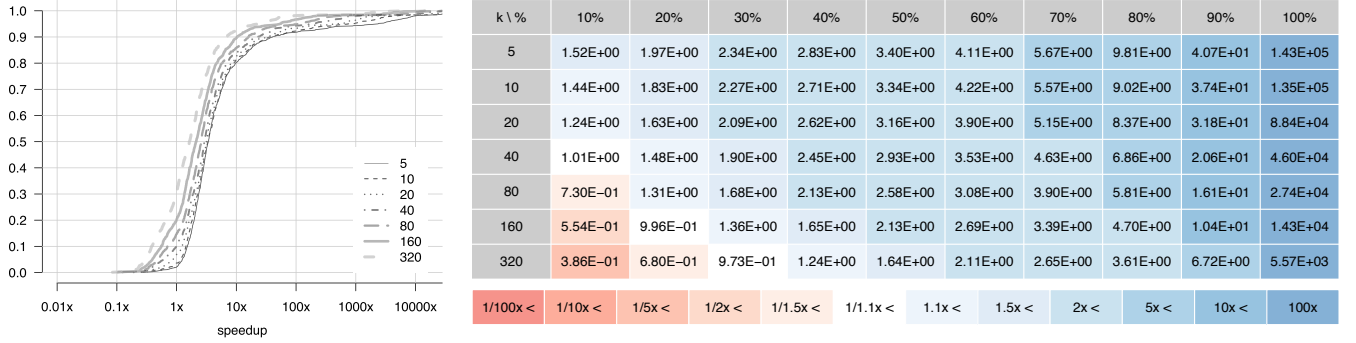 1.0
0.9
0.8
0.7
0.6
0.5
0.4
0.3
0.2
0.1
0.0
5
10
20
40
80
160
320
0.01x 0.1x 1x 10x 100x 1000x 10000x
speedup
k \ % 10% 20% 30% 40% 50% 60% 70% 80% 90% 100%
5 1.52E+00 1.97E+00 2.34E+00 2.83E+00 3.40E+00 4.11E+00 5.67E+00 9.81E+00 4.07E+01 1.43E+05
10 1.44E+00 1.83E+00 2.27E+00 2.71E+00 3.34E+00 4.22E+00 5.57E+00 9.02E+00 3.74E+01 1.35E+05
20 1.24E+00 1.63E+00 2.09E+00 2.62E+00 3.16E+00 3.90E+00 5.15E+00 8.37E+00 3.18E+01 8.84E+04
40 1.01E+00 1.48E+00 1.90E+00 2.45E+00 2.93E+00 3.53E+00 4.63E+00 6.86E+00 2.06E+01 4.60E+04
80 7.30E−01 1.31E+00 1.68E+00 2.13E+00 2.58E+00 3.08E+00 3.90E+00 5.81E+00 1.61E+01 2.74E+04
160 5.54E−01 9.96E−01 1.36E+00 1.65E+00 2.13E+00 2.69E+00 3.39E+00 4.70E+00 1.04E+01 1.43E+04
320 3.86E−01 6.80E−01 9.73E−01 1.24E+00 1.64E+00 2.11E+00 2.65E+00 3.61E+00 6.72E+00 5.57E+03
1/100x < 1/10x < 1/5x < 1/2x < 1/1.5x < 1/1.1x < 1.1x < 1.5x < 2x < 5x < 10x < 100x